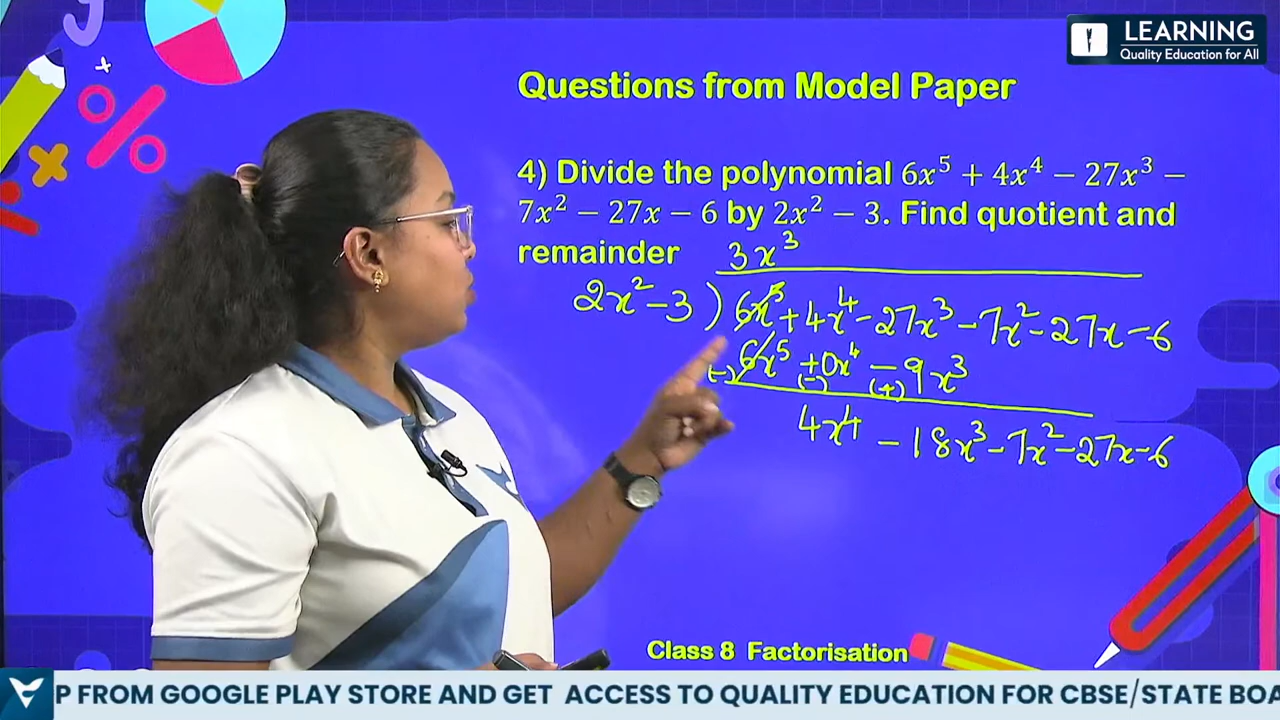 LEARNING
Quality Education for All
Questions from Model Paper
4) Divide the polynomial 6x⁵ + 4x⁴ − 27x³ −
7x² − 27x − 6 by 2x² − 3. Find quotient and
remainder
3x³
2x²−3 ) 6x⁵+4x⁴−27x³−7x²−27x−6
6x⁵ +0x⁴ −9x³
(−) (−) (+)
4x⁴ −18x³−7x²−27x−6
Class 8 Factorisation
P FROM GOOGLE PLAY STORE AND GET ACCESS TO QUALITY EDUCATION FOR CBSE/STATE BOA